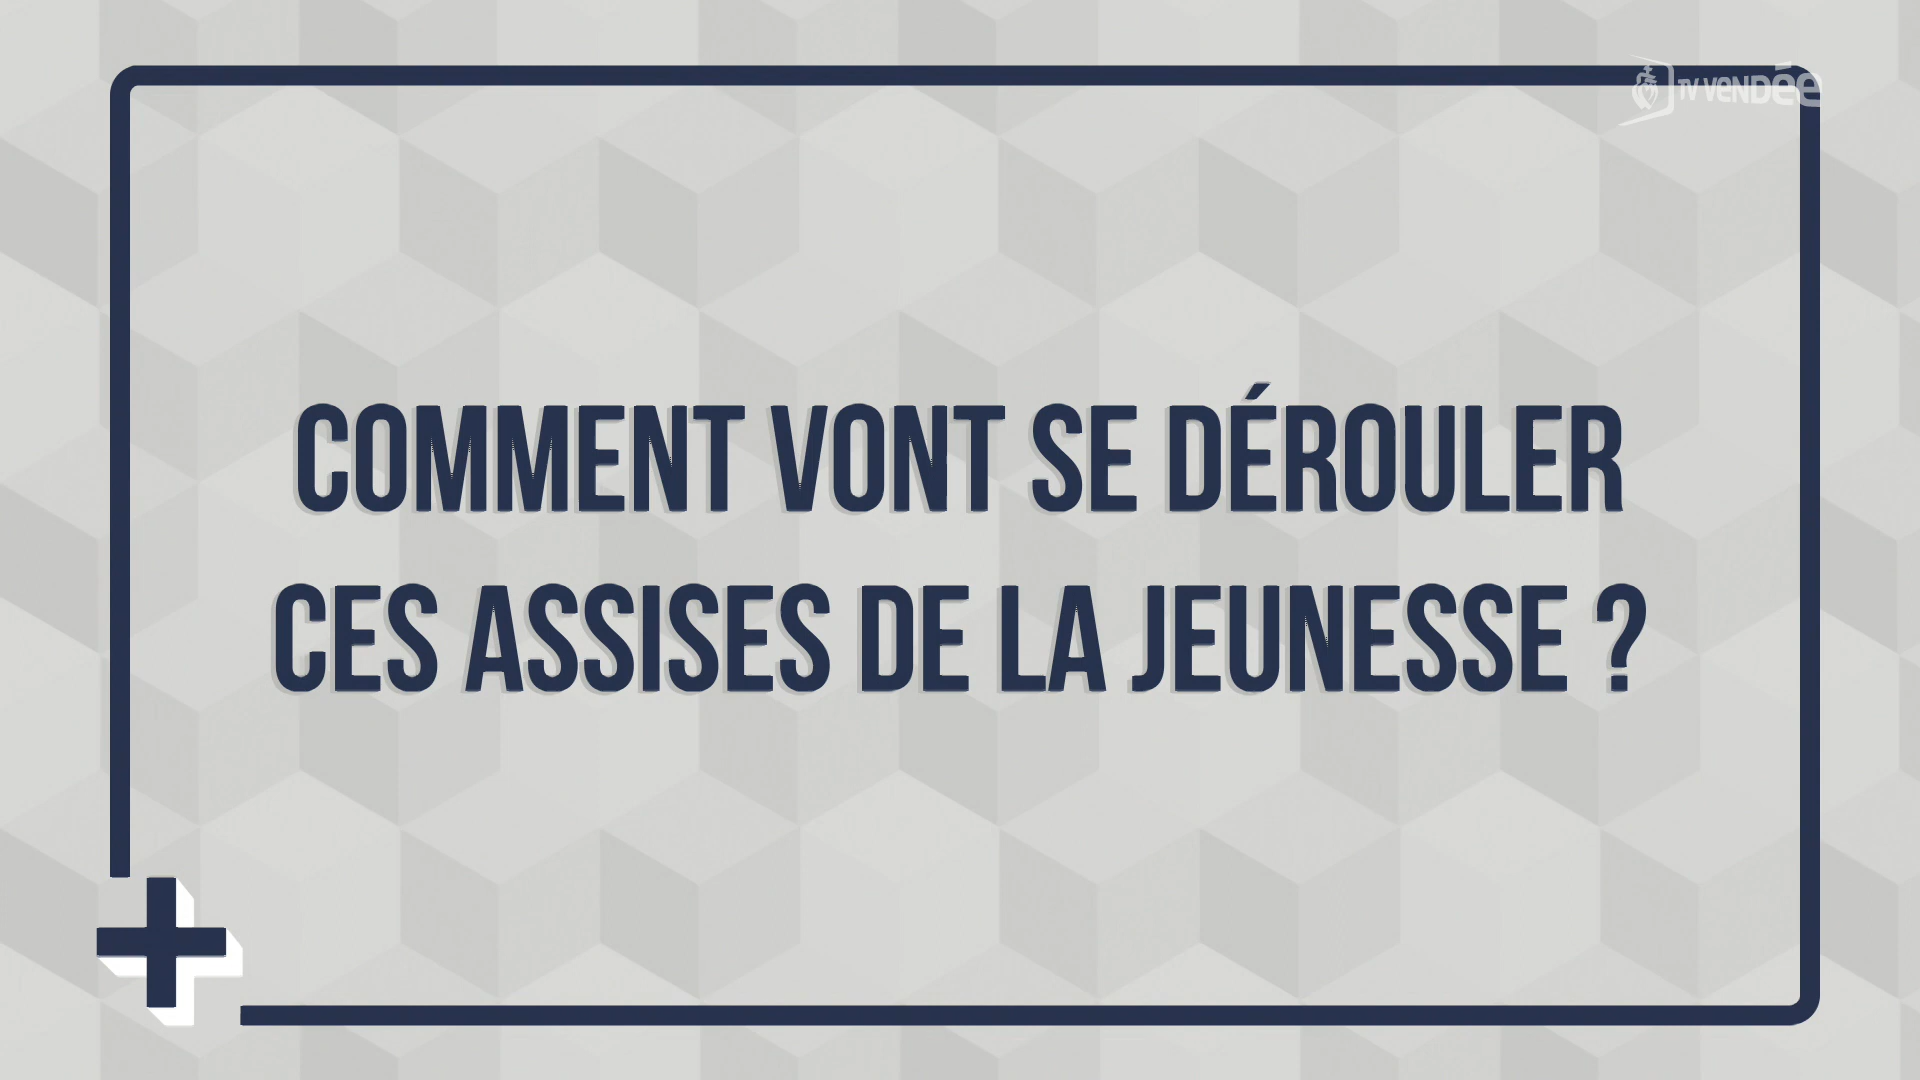 TV VENDÉE
COMMENT VONT SE DÉROULER
CES ASSISES DE LA JEUNESSE ?